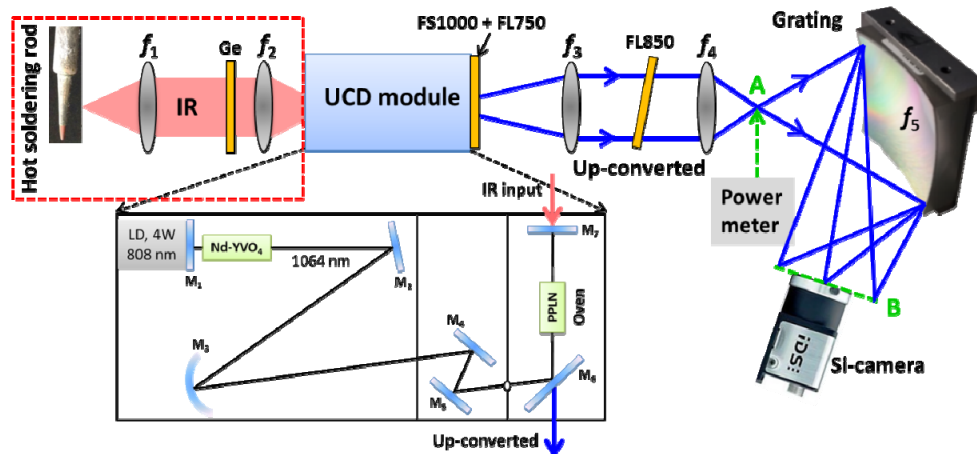 Hot soldering rod
f1
Ge
f2
IR
UCD module
FS1000 + FL750
f3
FL850
f4
Up-converted
A
Power
meter
Grating
f5
B
Si-camera
IDS
IR input
LD, 4W
808 nm
M1
Nd-YVO4
1064 nm
M2
M3
M4
M5
M7
PPLN
Oven
M6
Up-converted